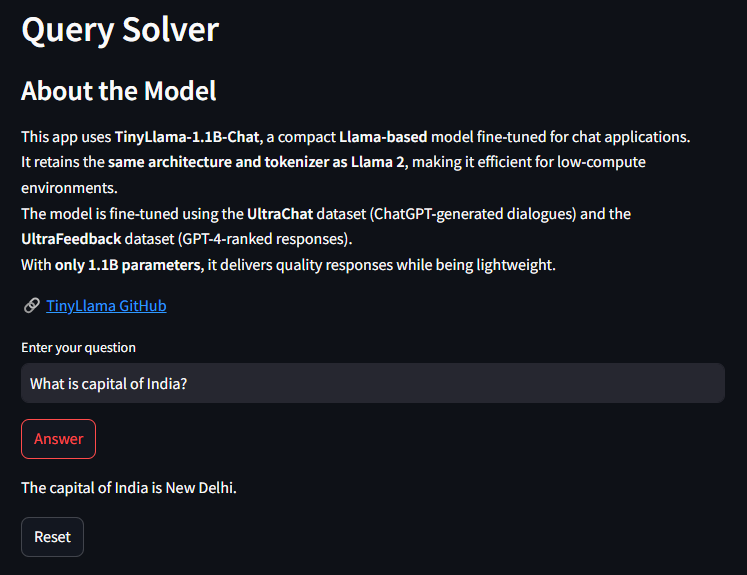 Query Solver
About the Model
This app uses TinyLlama-1.1B-Chat, a compact Llama-based model fine-tuned for chat applications.
It retains the same architecture and tokenizer as Llama 2, making it efficient for low-compute
environments.
The model is fine-tuned using the UltraChat dataset (ChatGPT-generated dialogues) and the
UltraFeedback dataset (GPT-4-ranked responses).
With only 1.1B parameters, it delivers quality responses while being lightweight.
TinyLlama GitHub
Enter your question
What is capital of India?
Answer
The capital of India is New Delhi.
Reset